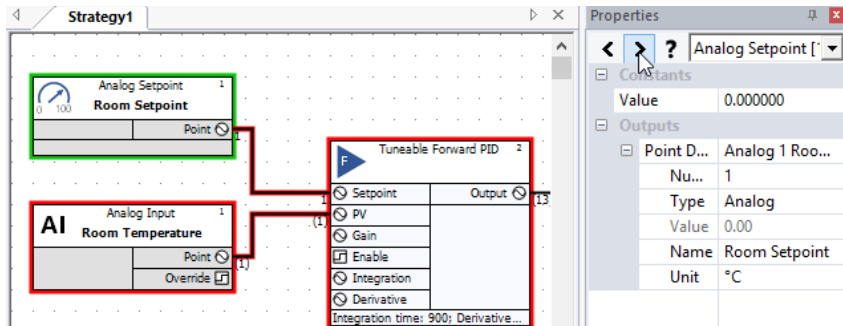 Strategy1
Analog Setpoint 1
Room Setpoint
0 100
Point
1
Analog Input 1
AI
Room Temperature
Point
(1)
Override
Tuneable Forward PID 2
F
1
Setpoint
Output
(13
(1)
PV
Gain
Enable
Integration
Derivative
Integration time: 900; Derivative...
Properties
? Analog Setpoint [
Constants
Value 0.000000
Outputs
Point D... Analog 1 Roo...
Nu... 1
Type Analog
Value 0.00
Name Room Setpoint
Unit °C